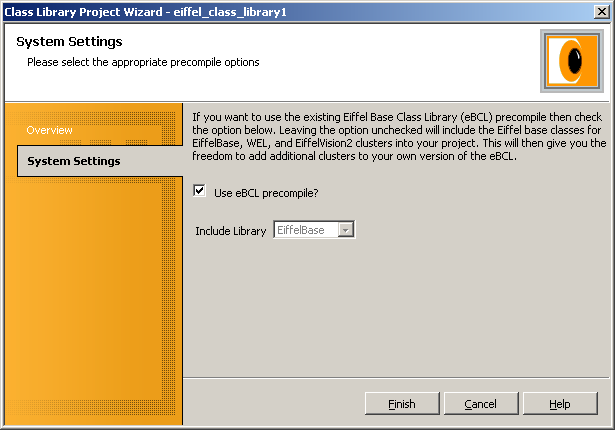 Class Library Project Wizard - eiffel_class_library1
System Settings
Please select the appropriate precompile options
Overview
System Settings
If you want to use the existing Eiffel Base Class Library (eBCL) precompile then check
the option below. Leaving the option unchecked will include the Eiffel base classes for
EiffelBase, WEL, and EiffelVision2 clusters into your project. This will then give you the
freedom to add additional clusters to your own version of the eBCL.
Use eBCL precompile?
Include Library EiffelBase
Finish Cancel Help